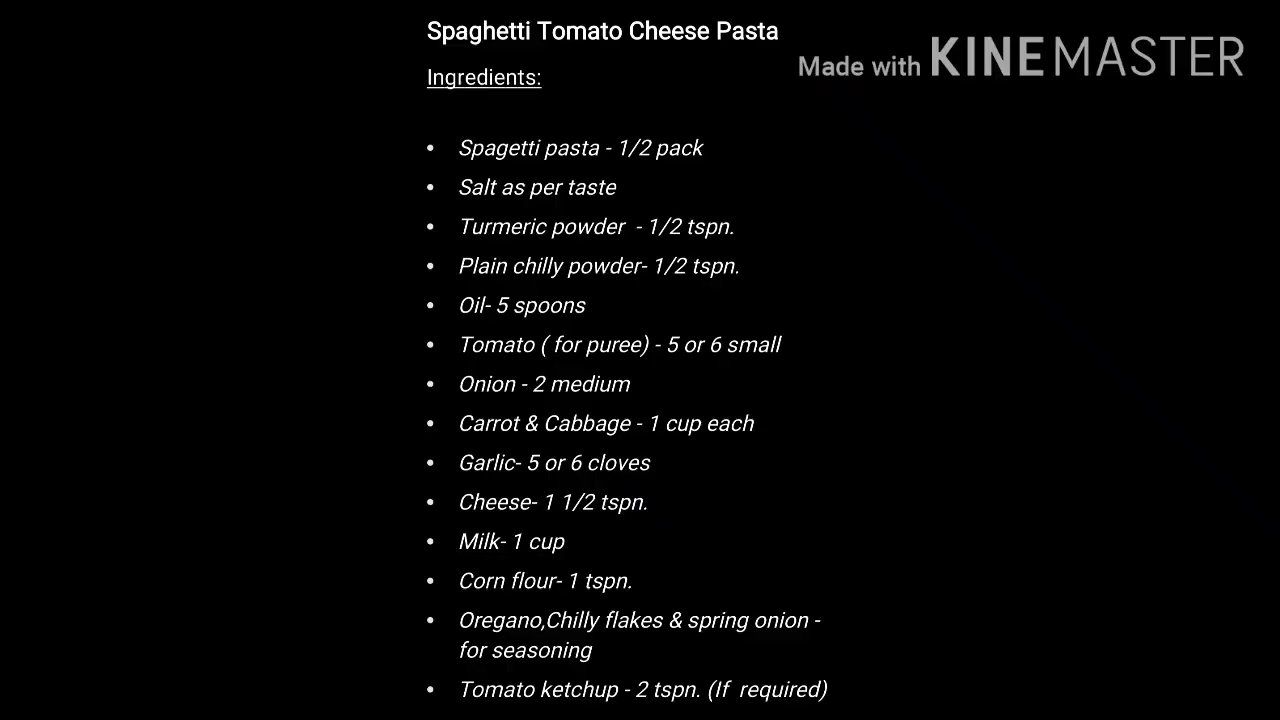 Spaghetti Tomato Cheese Pasta
Made with KINEMASTER
Ingredients:
• Spagetti pasta - 1/2 pack
• Salt as per taste
• Turmeric powder  - 1/2 tspn.
• Plain chilly powder- 1/2 tspn.
• Oil- 5 spoons
• Tomato ( for puree) - 5 or 6 small
• Onion - 2 medium
• Carrot & Cabbage - 1 cup each
• Garlic- 5 or 6 cloves
• Cheese- 1 1/2 tspn.
• Milk- 1 cup
• Corn flour- 1 tspn.
• Oregano,Chilly flakes & spring onion -
for seasoning
• Tomato ketchup - 2 tspn. (If  required)